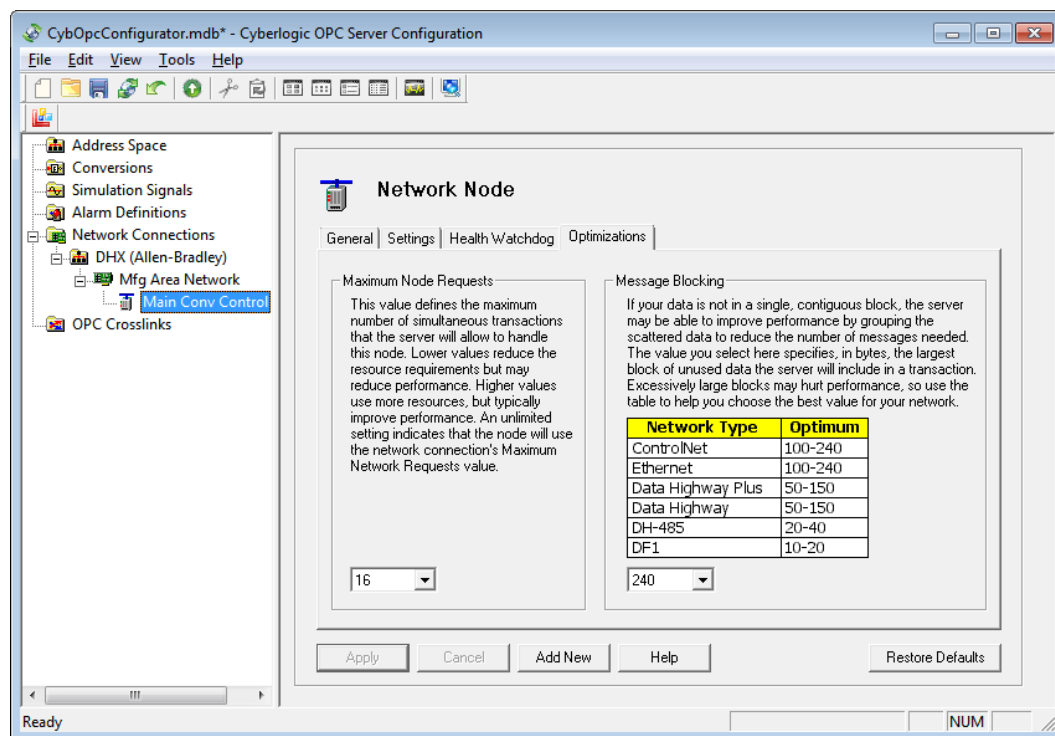 CybOpcConfigurator.mdb* - Cyberlogic OPC Server Configuration
File Edit View Tools Help
Address Space
Conversions
Simulation Signals
Alarm Definitions
Network Connections
DHX (Allen-Bradley)
Mfg Area Network
Main Conv Control
OPC Crosslinks
Network Node
General Settings Health Watchdog Optimizations
Maximum Node Requests
This value defines the maximum
number of simultaneous transactions
that the server will allow to handle
this node. Lower values reduce the
resource requirements but may
reduce performance. Higher values
use more resources, but typically
improve performance. An unlimited
setting indicates that the node will use
the network connection's Maximum
Network Requests value.
16
Message Blocking
If your data is not in a single, contiguous block, the server
may be able to improve performance by grouping the
scattered data to reduce the number of messages needed.
The value you select here specifies, in bytes, the largest
block of unused data the server will include in a transaction.
Excessively large blocks may hurt performance, so use the
table to help you choose the best value for your network.
Network Type Optimum
ControlNet 100-240
Ethernet 100-240
Data Highway Plus 50-150
Data Highway 50-150
DH-485 20-40
DF1 10-20
240
Apply Cancel Add New Help Restore Defaults
Ready NUM